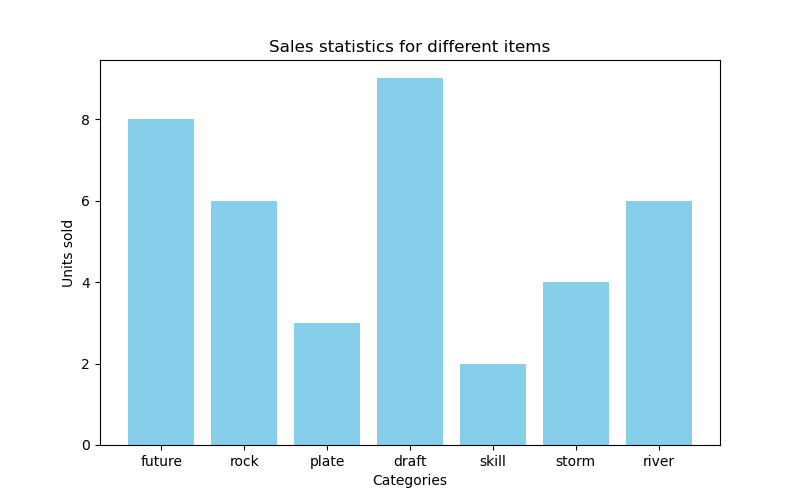 Sales statistics for different items
Units sold
8
6
4
2
0
future rock plate draft skill storm river
Categories